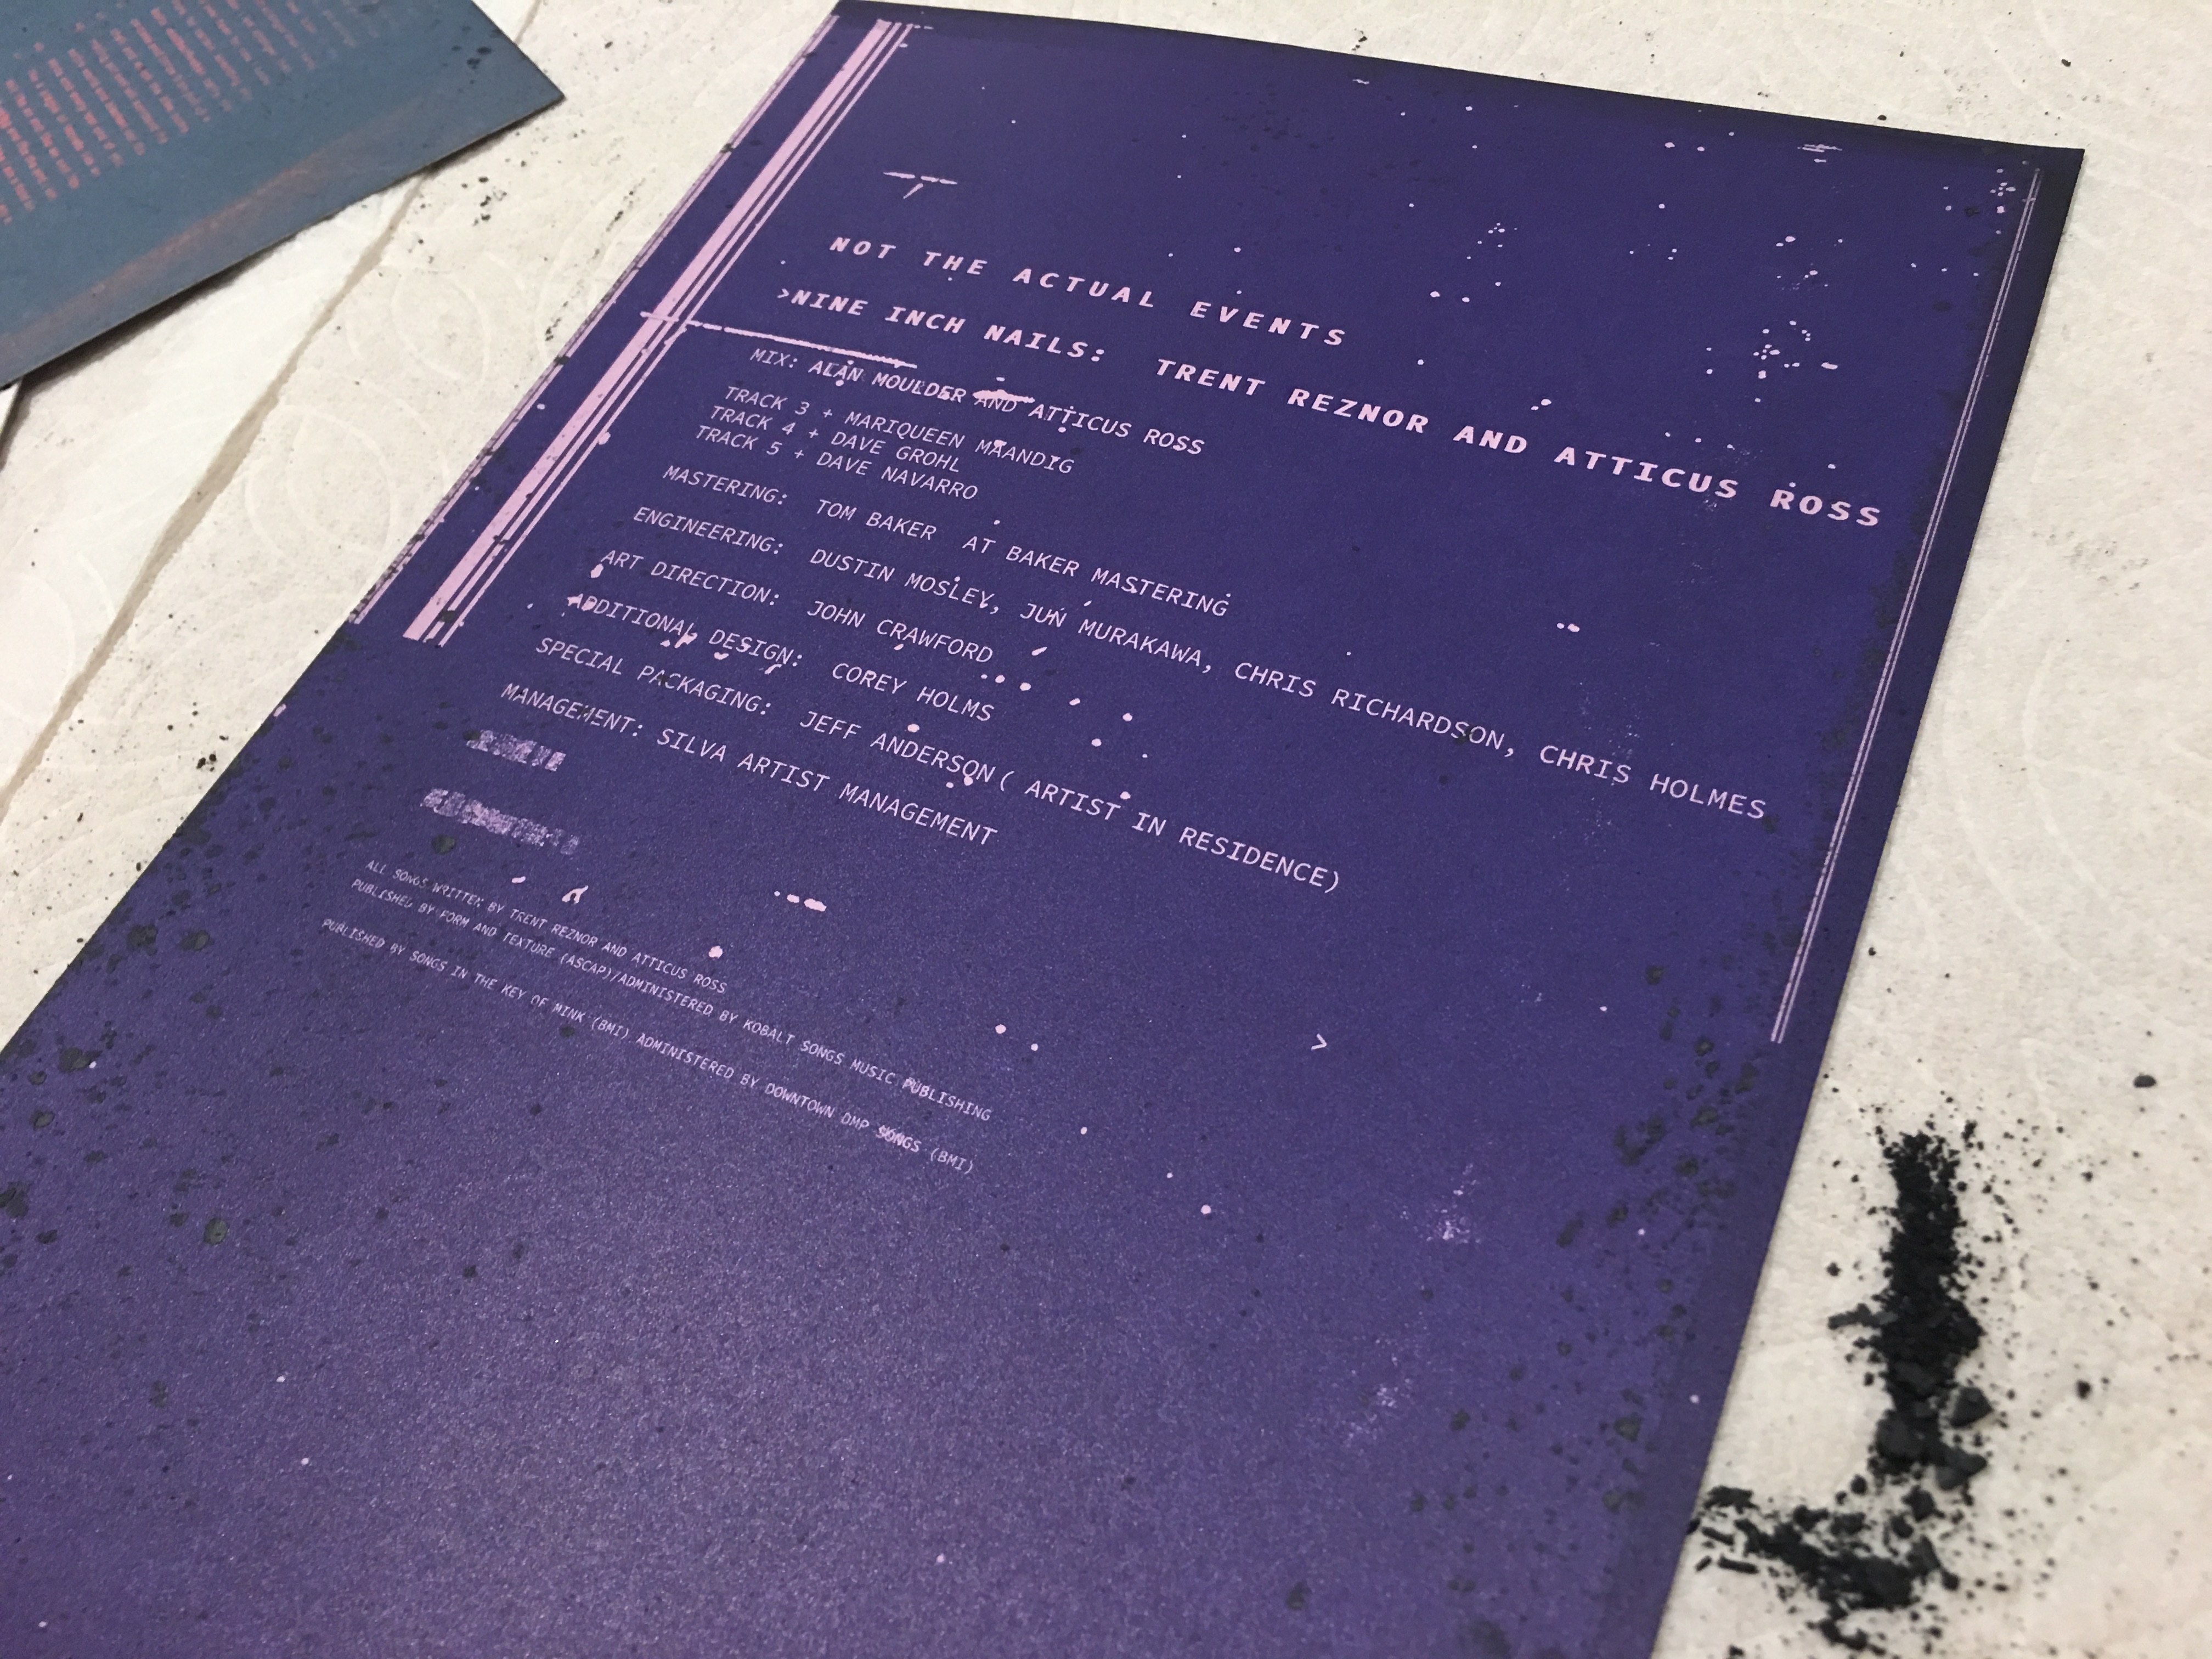 NOT THE ACTUAL EVENTS
>NINE INCH NAILS: TRENT REZNOR AND ATTICUS ROSS
MIX: ALAN MOULDER AND ATTICUS ROSS
TRACK 3 + MARIQUEEN MAANDIG
TRACK 4 + DAVE GROHL
TRACK 5 + DAVE NAVARRO
MASTERING: TOM BAKER AT BAKER MASTERING
ENGINEERING: DUSTIN MOSLEY, JUN MURAKAWA, CHRIS RICHARDSON, CHRIS HOLMES
ART DIRECTION: JOHN CRAWFORD
ADDITIONAL DESIGN: COREY HOLMS
SPECIAL PACKAGING: JEFF ANDERSON( ARTIST IN RESIDENCE)
MANAGEMENT: SILVA ARTIST MANAGEMENT
ALL SONGS WRITTEN BY TRENT REZNOR AND ATTICUS ROSS
PUBLISHED BY FORM AND TEXTURE (ASCAP)/ADMINISTERED BY KOBALT SONGS MUSIC PUBLISHING
PUBLISHED BY SONGS IN THE KEY OF MINK (BMI) ADMINISTERED BY DOWNTOWN DMP SONGS (BMI)
>